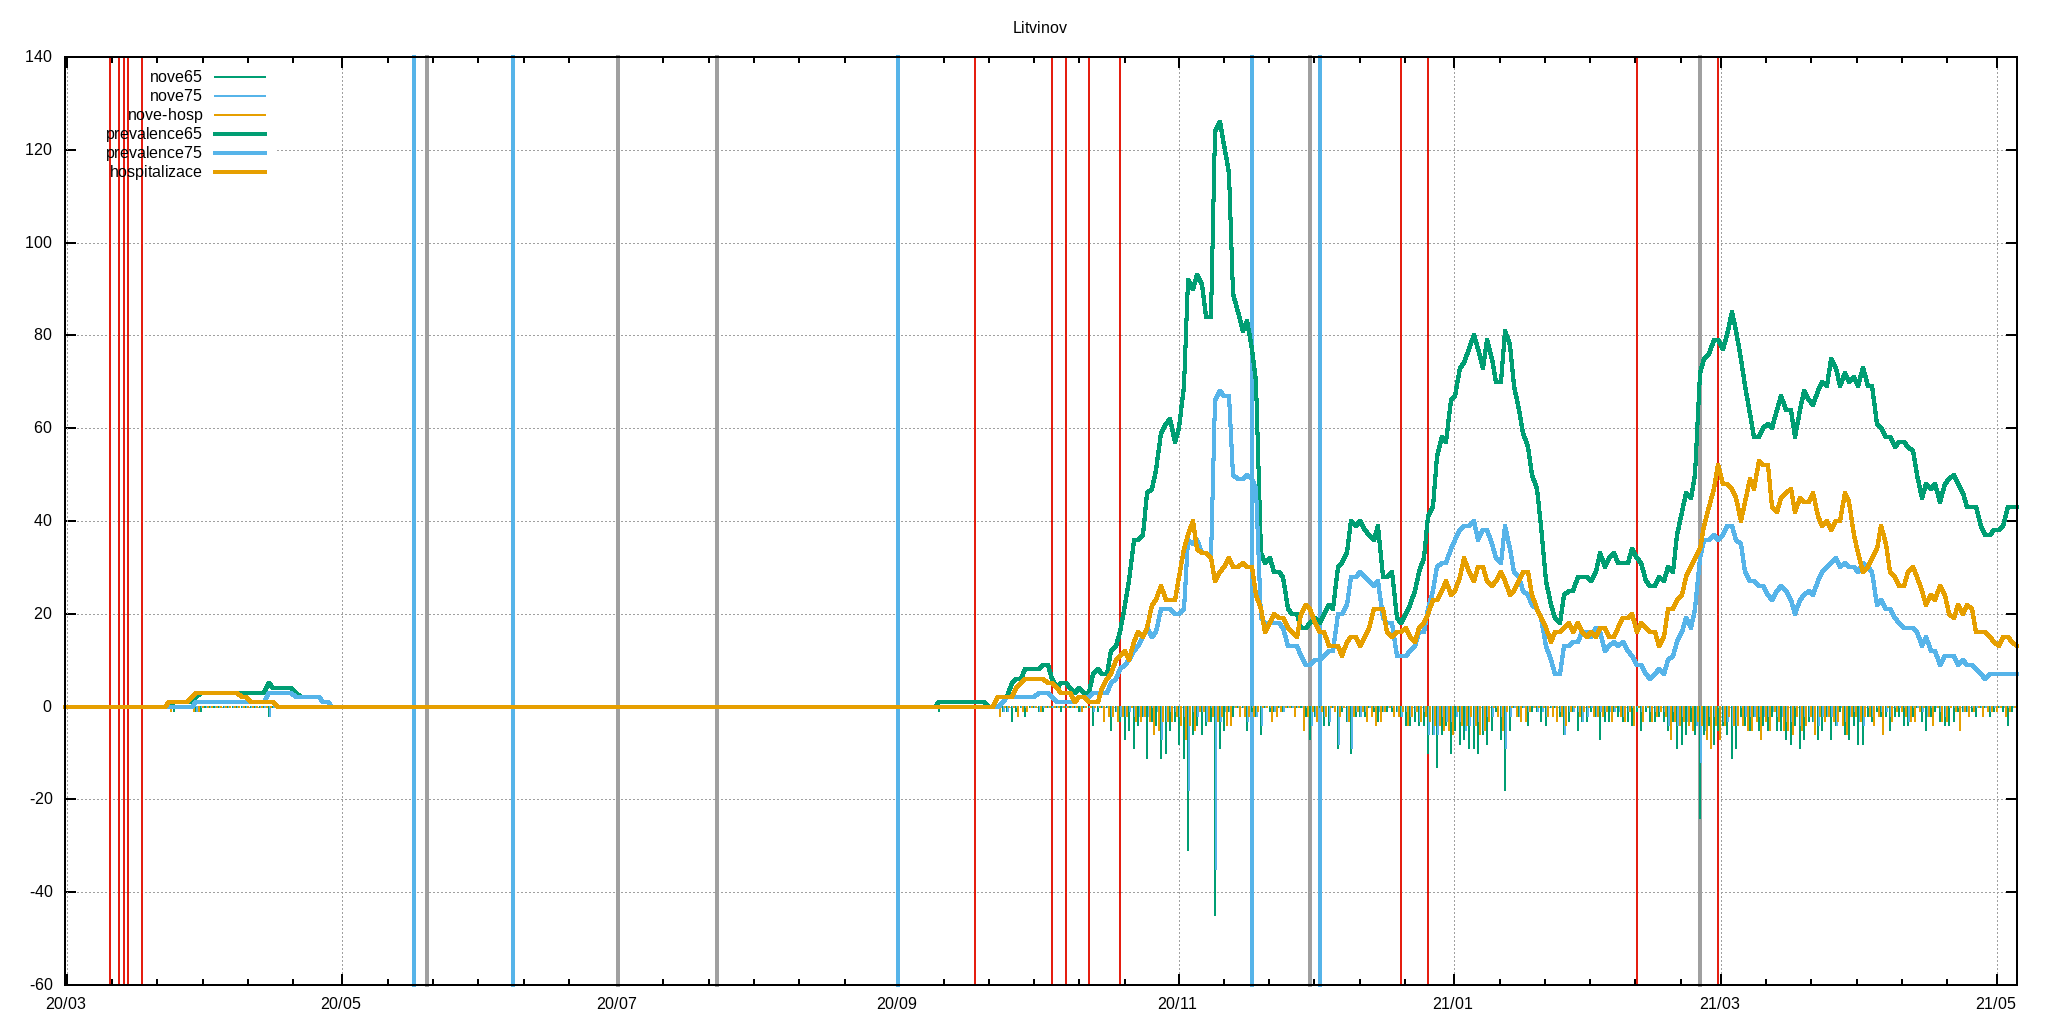 Litvinov
140
nove65
nove75
nove-hosp
prevalence65
prevalence75
hospitalizace
120
100
80
60
40
20
0
-20
-40
-60
20/03 20/05 20/07 20/09 20/11 21/01 21/03 21/05